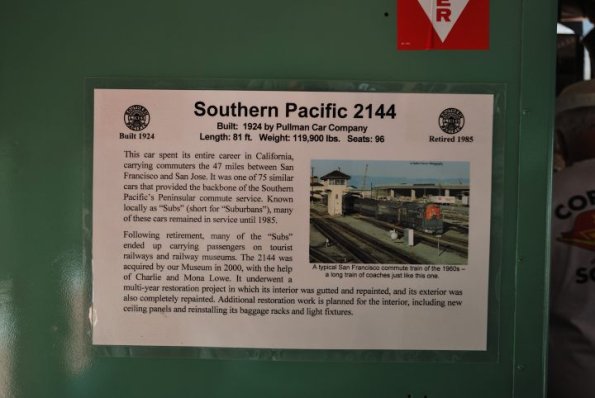 ER
Southern Pacific 2144
Built: 1924 by Pullman Car Company
Length: 81 ft. Weight: 119,900 lbs. Seats: 96
Built 1924
Retired 1985
This car spent its entire career in California,
carrying commuters the 47 miles between San
Francisco and San Jose. It was one of 75 similar
cars that provided the backbone of the Southern
Pacific's Peninsular commute service. Known
locally as "Subs" (short for "Suburbans"), many
of these cars remained in service until 1985.
Following retirement, many of the "Subs"
ended up carrying passengers on tourist
railways and railway museums. The 2144 was
acquired by our Museum in 2000, with the help
of Charlie and Mona Lowe. It underwent a
multi-year restoration project in which its interior was gutted and repainted, and its exterior was
also completely repainted. Additional restoration work is planned for the interior, including new
ceiling panels and reinstalling its baggage racks and light fixtures.
A typical San Francisco commute train of the 1960s –
a long train of coaches just like this one.
CO
SO